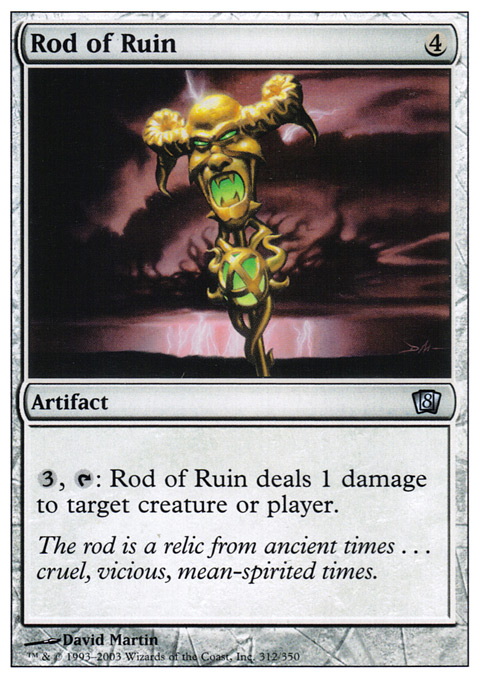 Rod of Ruin 4
Artifact 8
3, : Rod of Ruin deals 1 damage
to target creature or player.
The rod is a relic from ancient times . . .
cruel, vicious, mean-spirited times.
David Martin
™ & © 1993–2003 Wizards of the Coast, Inc. 312/350